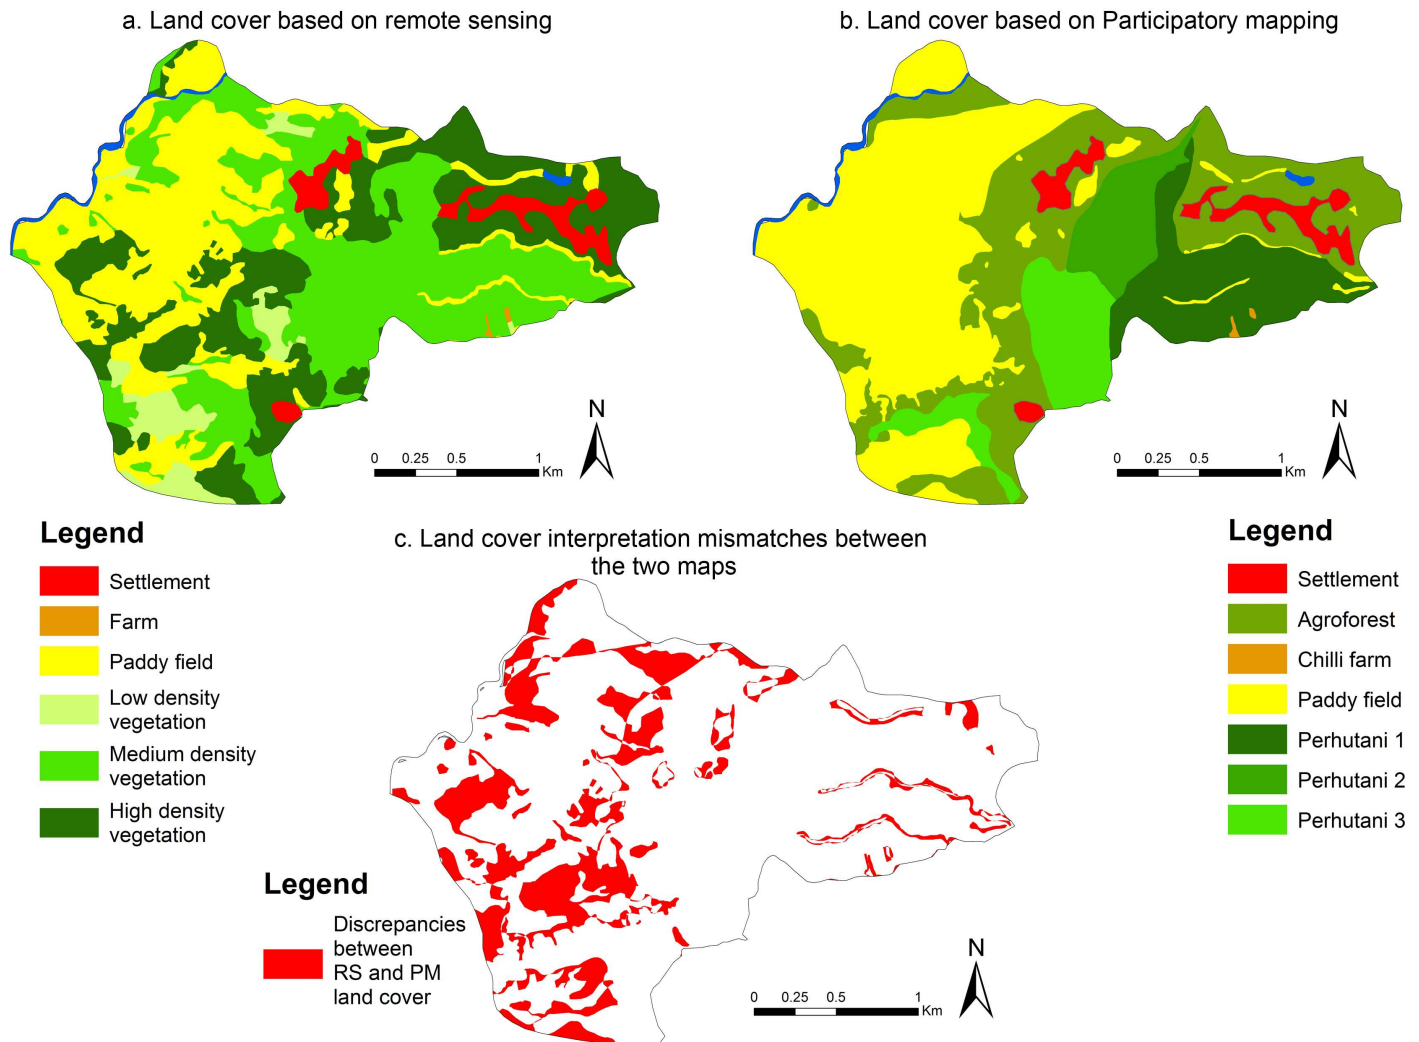 a. Land cover based on remote sensing
b. Land cover based on Participatory mapping
N
0 0.25 0.5 1
Km
N
0 0.25 0.5 1
Km
Legend
Settlement
Farm
Paddy field
Low density
vegetation
Medium density
vegetation
High density
vegetation
c. Land cover interpretation mismatches between
the two maps
Legend
Settlement
Agroforest
Chilli farm
Paddy field
Perhutani 1
Perhutani 2
Perhutani 3
Legend
Discrepancies
between
RS and PM
land cover
N
0 0.25 0.5 1
Km